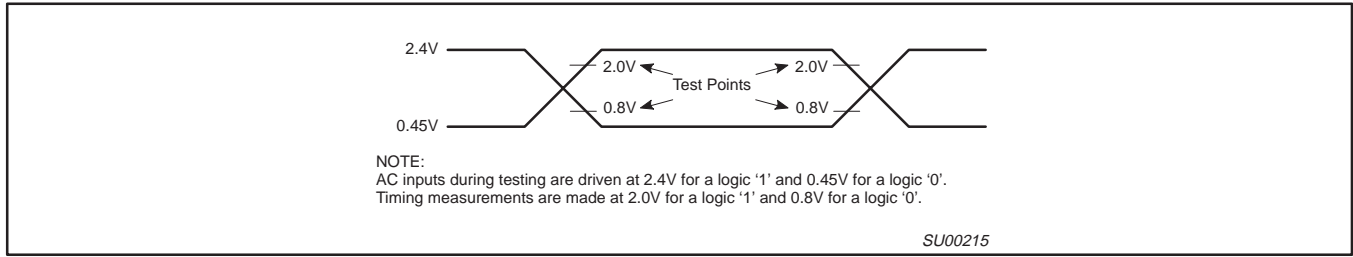 2.4V
2.0V 2.0V
Test Points
0.8V 0.8V
0.45V
NOTE:
AC inputs during testing are driven at 2.4V for a logic ‘1’ and 0.45V for a logic ‘0’.
Timing measurements are made at 2.0V for a logic ‘1’ and 0.8V for a logic ‘0’.
SU00215